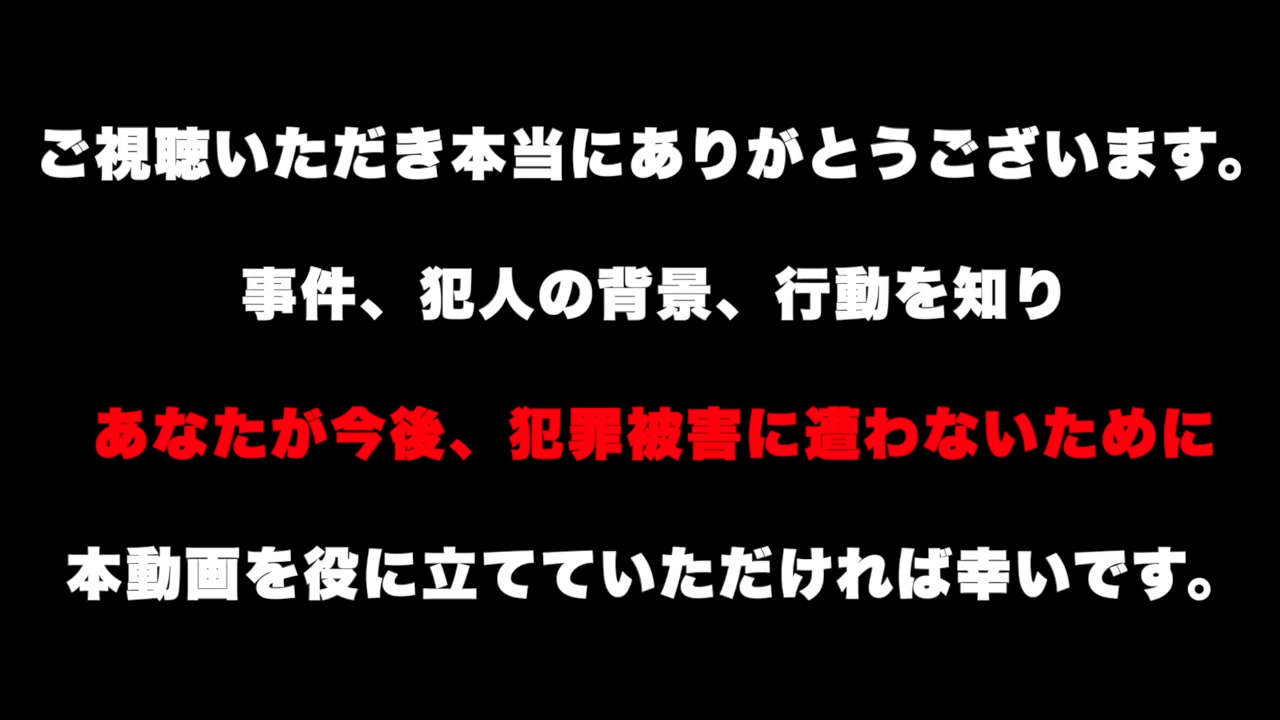 ご視聴いただき本当にありがとうございます。
事件、犯人の背景、行動を知り
あなたが今後、犯罪被害に遭わないために
本動画を役に立てていただければ幸いです。